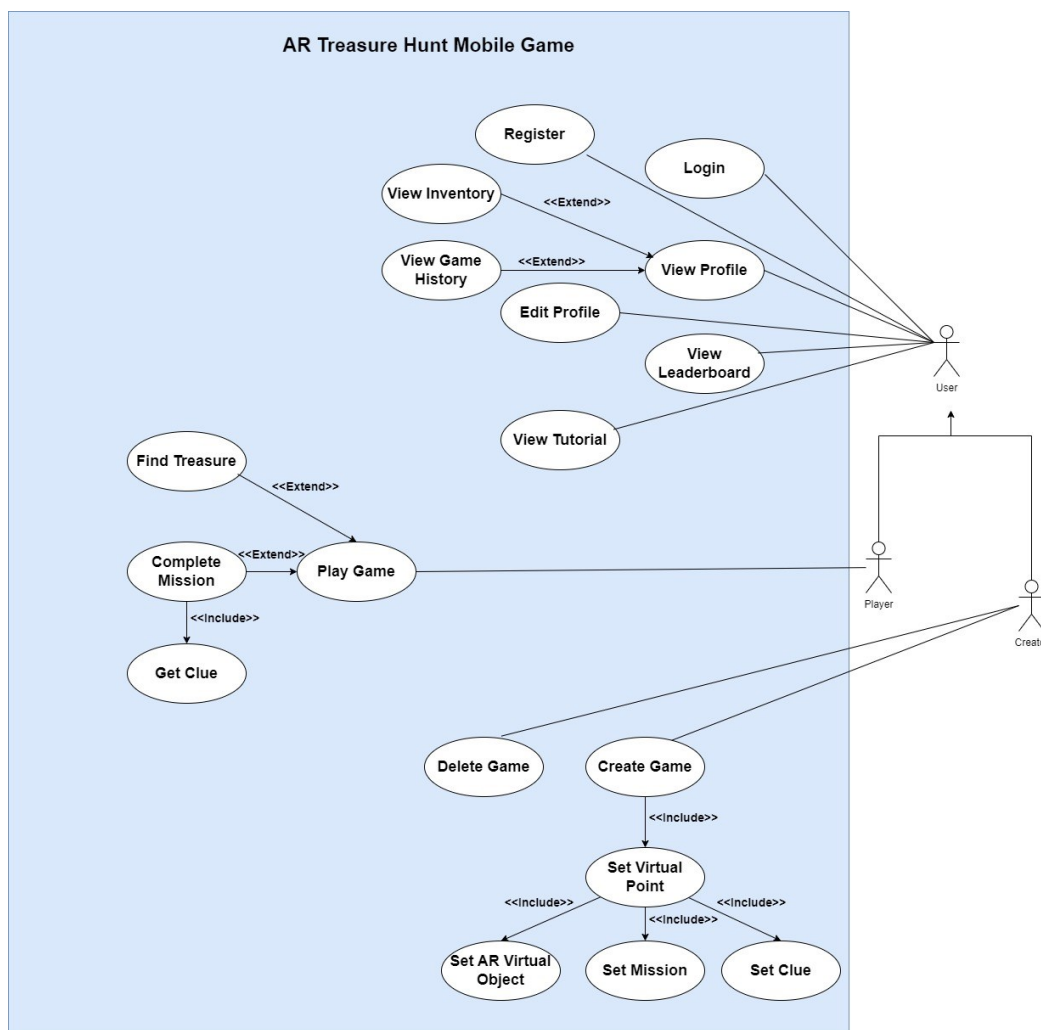 AR Treasure Hunt Mobile Game
Register
Login
View Inventory
<<Extend>>
View Game
History
<<Extend>>
View Profile
Edit Profile
View
Leaderboard
User
View Tutorial
Find Treasure
<<Extend>>
Complete
Mission
<<Extend>>
Play Game
Player
<<Include>>
Get Clue
Create
Delete Game
Create Game
<<Include>>
Set Virtual
Point
<<Include>>
<<Include>>
<<Include>>
Set AR Virtual
Object
Set Mission
Set Clue